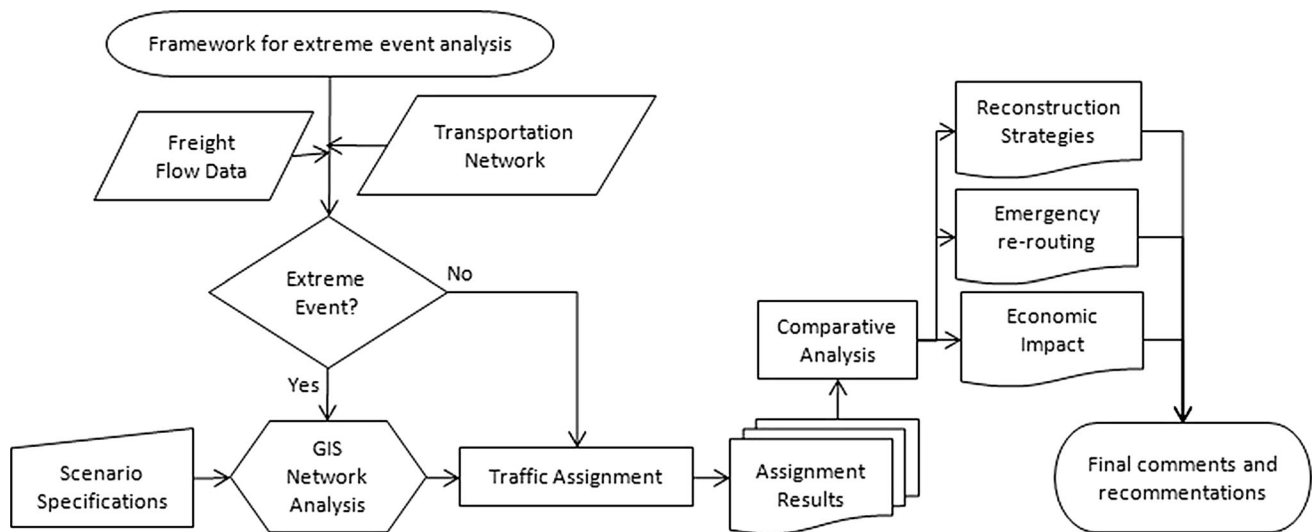 Framework for extreme event analysis
Freight
Flow Data
Transportation
Network
Extreme
Event?
No
Yes
Scenario
Specifications
GIS
Network
Analysis
Traffic Assignment
Assignment
Results
Comparative
Analysis
Reconstruction
Strategies
Emergency
re-routing
Economic
Impact
Final comments and
recommentations